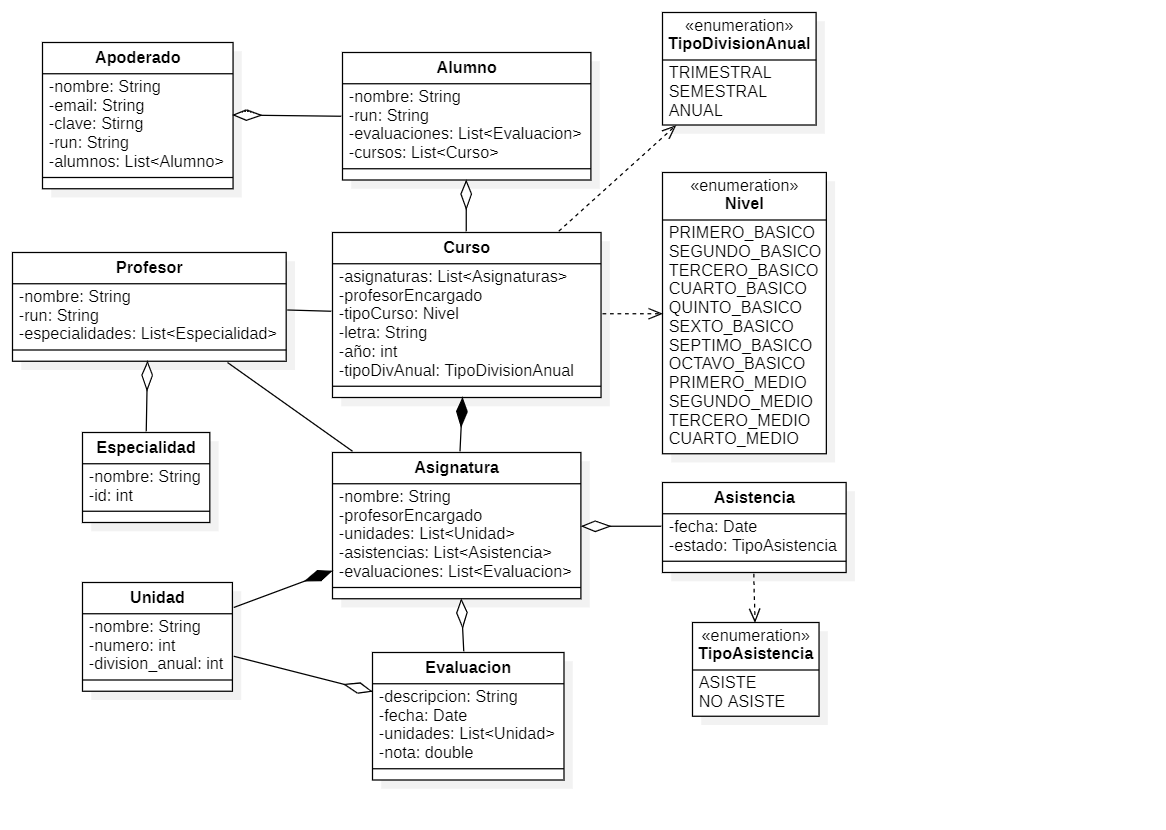 Apoderado
-nombre: String
-email: String
-clave: Stirng
-run: String
-alumnos: List<Alumno>
Alumno
-nombre: String
-run: String
-evaluaciones: List<Evaluacion>
-cursos: List<Curso>
«enumeration»
TipoDivisionAnual
TRIMESTRAL
SEMESTRAL
ANUAL
«enumeration»
Nivel
PRIMERO_BASICO
SEGUNDO_BASICO
TERCERO_BASICO
CUARTO_BASICO
QUINTO_BASICO
SEXTO_BASICO
SEPTIMO_BASICO
OCTAVO_BASICO
PRIMERO_MEDIO
SEGUNDO_MEDIO
TERCERO_MEDIO
CUARTO_MEDIO
Profesor
-nombre: String
-run: String
-especialidades: List<Especialidad>
Curso
-asignaturas: List<Asignaturas>
-profesorEncargado
-tipoCurso: Nivel
-letra: String
-año: int
-tipoDivAnual: TipoDivisionAnual
Especialidad
-nombre: String
-id: int
Asignatura
-nombre: String
-profesorEncargado
-unidades: List<Unidad>
-asistencias: List<Asistencia>
-evaluaciones: List<Evaluacion>
Asistencia
-fecha: Date
-estado: TipoAsistencia
Unidad
-nombre: String
-numero: int
-division_anual: int
Evaluacion
-descripcion: String
-fecha: Date
-unidades: List<Unidad>
-nota: double
«enumeration»
TipoAsistencia
ASISTE
NO ASISTE